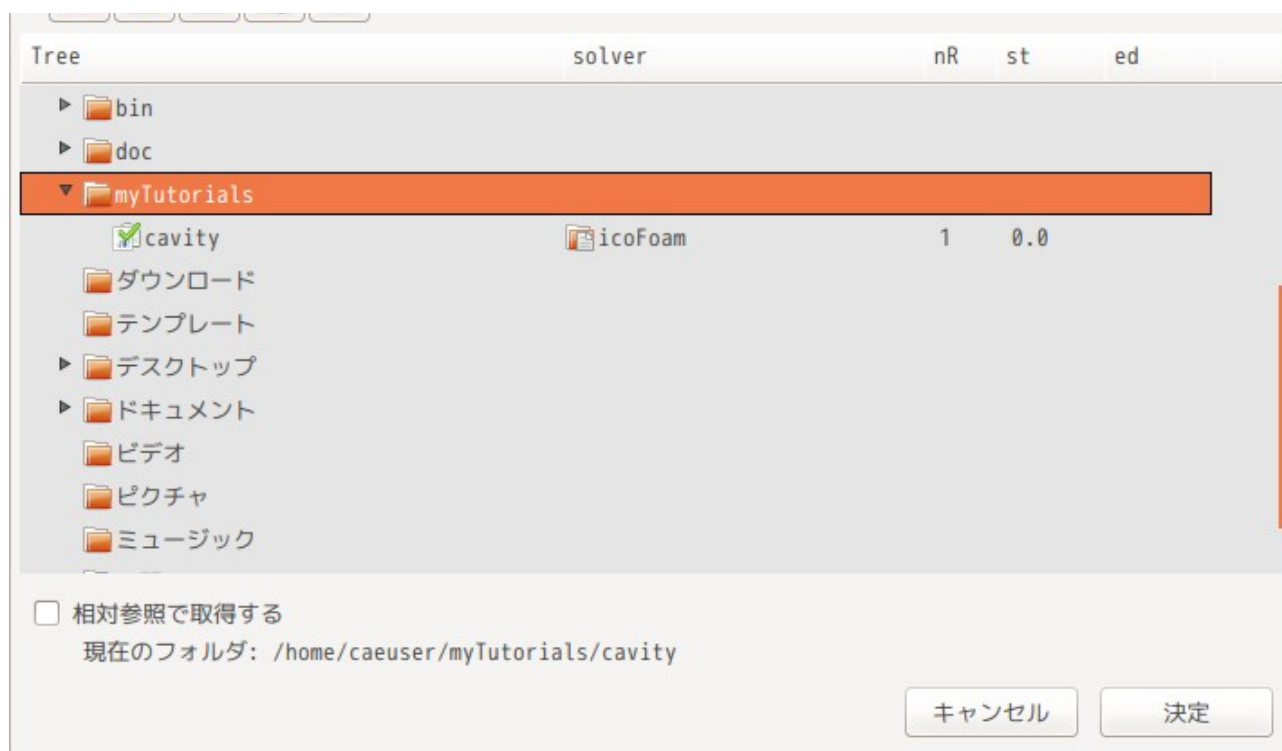 Tree solver nR st ed
bin
doc
myTutorials
cavity icoFoam 1 0.0
ダウンロード
テンプレート
デスクトップ
ドキュメント
ビデオ
ピクチャ
ミュージック
相対参照で取得する
現在のフォルダ: /home/caeuser/myTutorials/cavity
キャンセル 決定